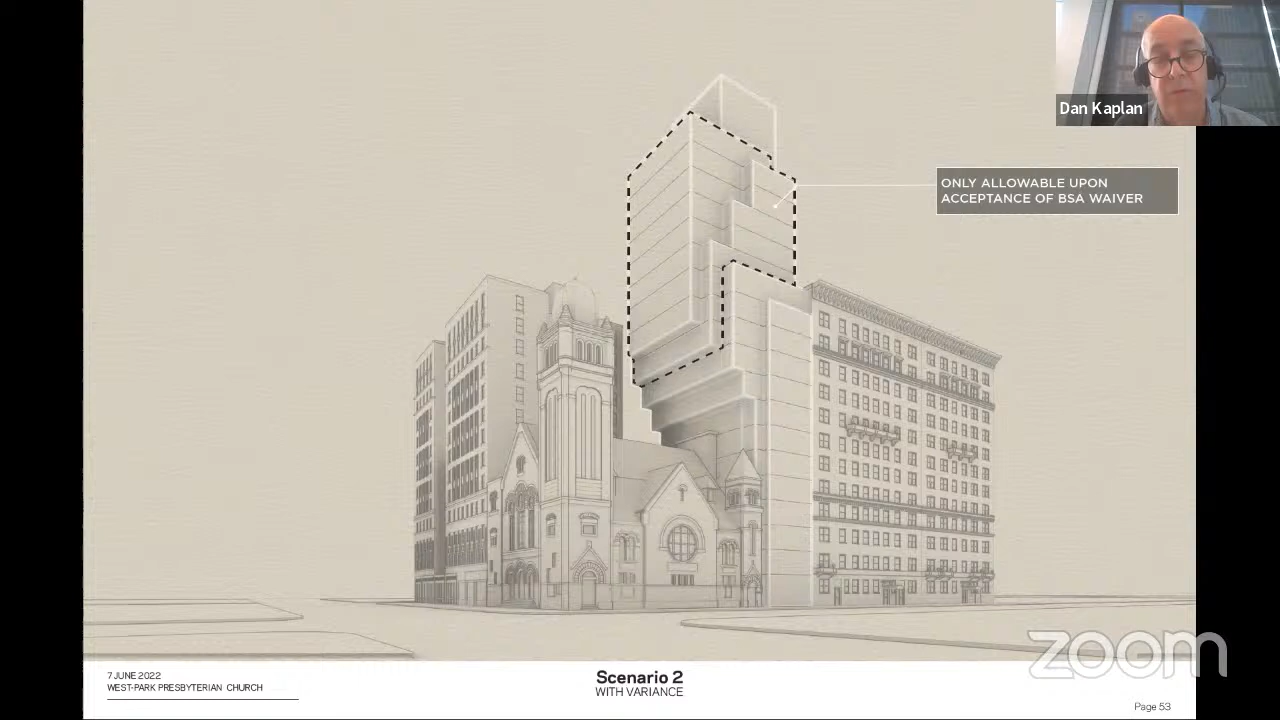 Dan Kaplan
ONLY ALLOWABLE UPON
ACCEPTANCE OF BSA WAIVER
zoom
7 JUNE 2022
WEST-PARK PRESBYTERIAN CHURCH
Scenario 2
WITH VARIANCE
Page 53